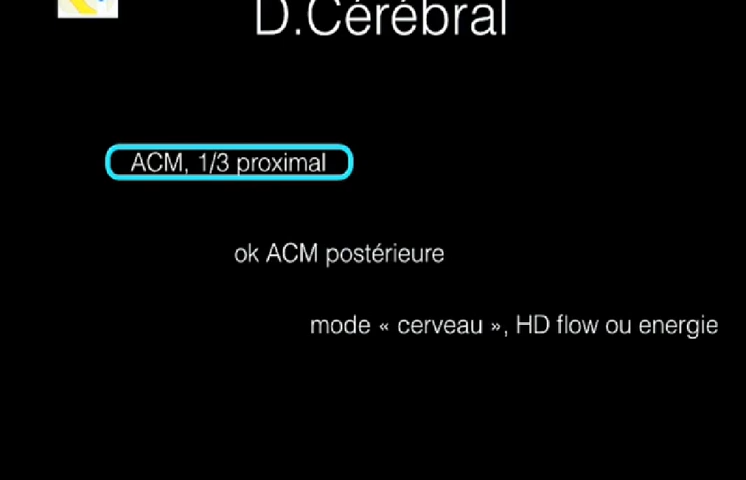 D.Cérébral
ACM, 1/3 proximal
ok ACM postérieure
mode « cerveau », HD flow ou energie